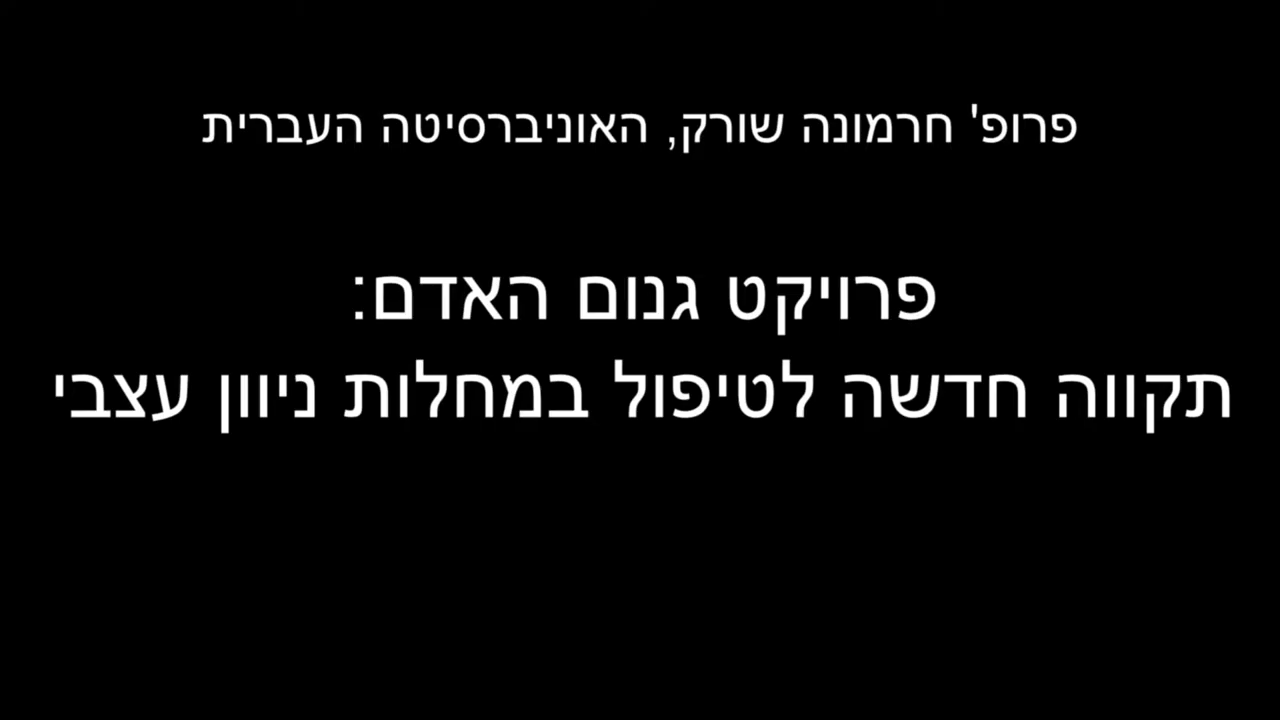 פרופ' חרמונה שורק, האוניברסיטה העברית
פרויקט גנום האדם:
תקווה חדשה לטיפול במחלות ניוון עצבי